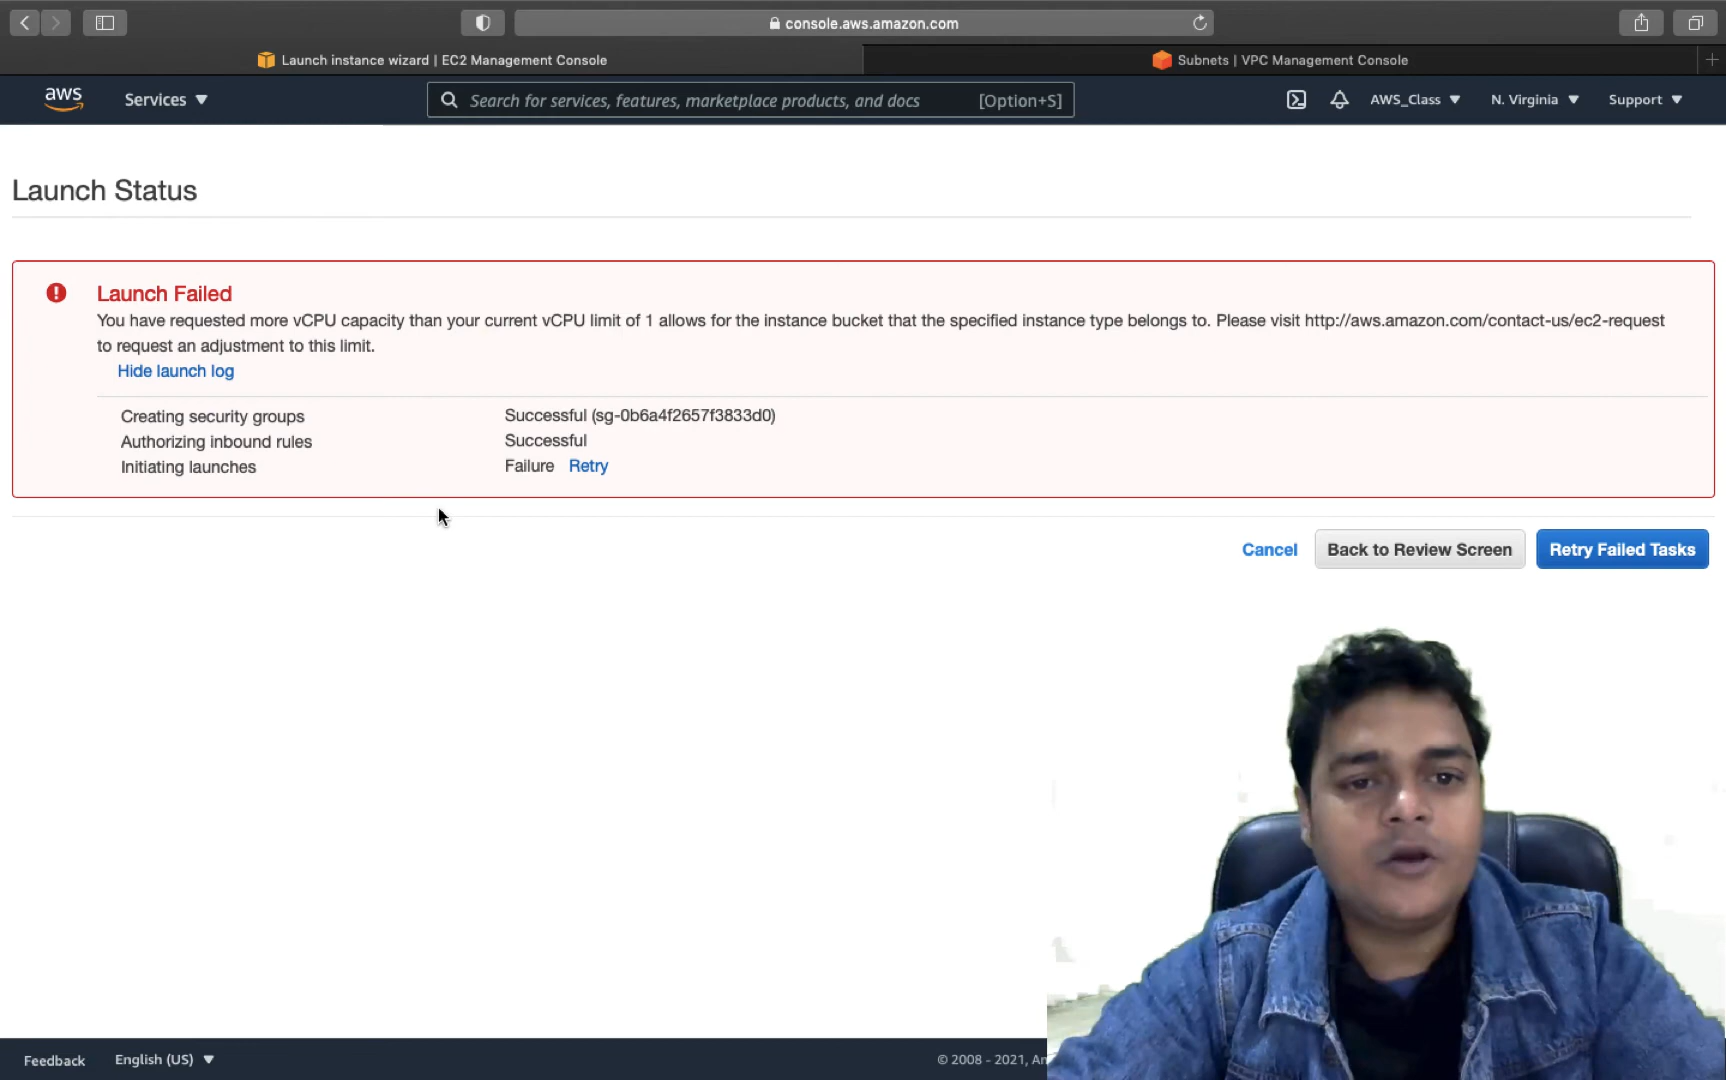 console.aws.amazon.com
Launch instance wizard | EC2 Management Console
Subnets | VPC Management Console
aws
Services
Search for services, features, marketplace products, and docs [Option+S]
AWS_Class
N. Virginia
Support
Launch Status
Launch Failed
You have requested more vCPU capacity than your current vCPU limit of 1 allows for the instance bucket that the specified instance type belongs to. Please visit http://aws.amazon.com/contact-us/ec2-request
to request an adjustment to this limit.
Hide launch log
Creating security groups Successful (sg-0b6a4f2657f3833d0)
Authorizing inbound rules Successful
Initiating launches Failure Retry
Cancel
Back to Review Screen
Retry Failed Tasks
Feedback
English (US)
© 2008 - 2021, Am